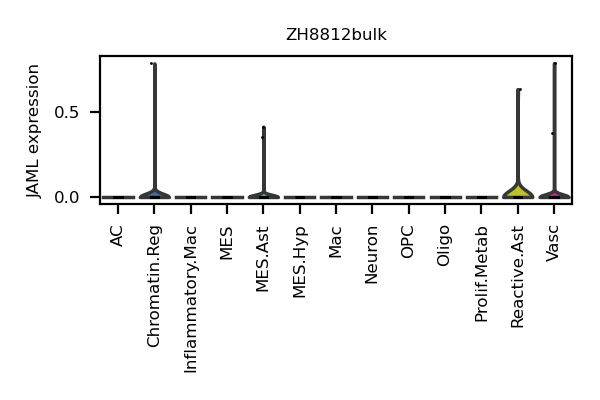 ZH8812bulk
JAML expression
0.5
0.0
AC
Chromatin.Reg
Inflammatory.Mac
MES
MES.Ast
MES.Hyp
Mac
Neuron
OPC
Oligo
Prolif.Metab
Reactive.Ast
Vasc